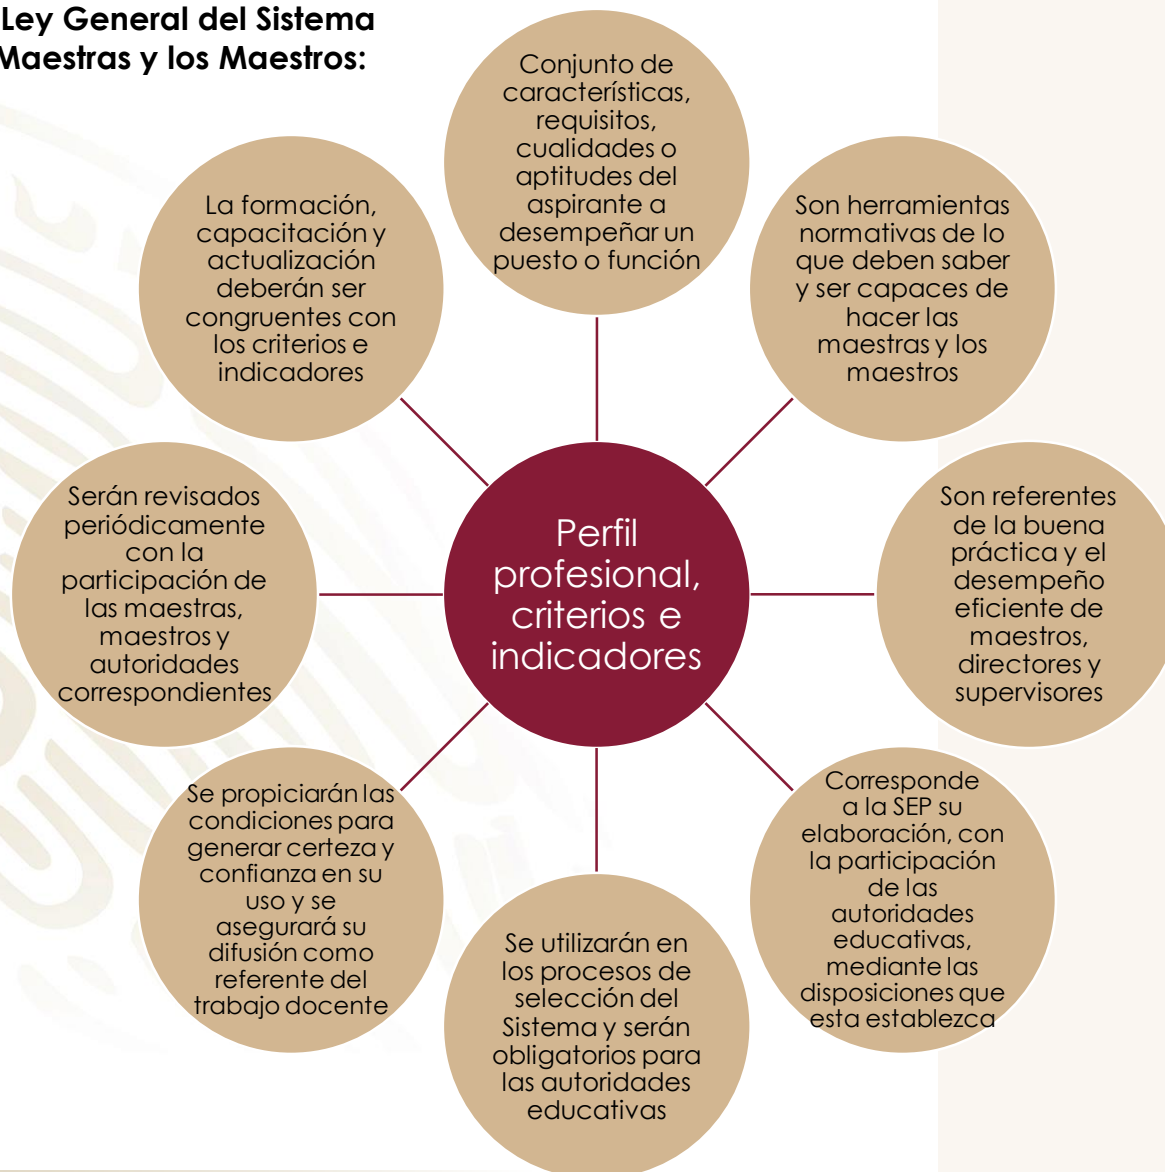 Ley General del Sistema
Maestras y los Maestros:
Conjunto de
características,
requisitos,
cualidades o
aptitudes del
aspirante a
desempeñar un
puesto o función
Son herramientas
normativas de lo
que deben saber
y ser capaces de
hacer las
maestras y los
maestros
Son referentes
de la buena
práctica y el
desempeño
eficiente de
maestros,
directores y
supervisores
Corresponde
a la SEP su
elaboración, con
la participación
de las
autoridades
educativas,
mediante las
disposiciones que
esta establezca
Se utilizarán en
los procesos de
selección del
Sistema y serán
obligatorios para
las autoridades
educativas
Se propiciarán las
condiciones para
generar certeza y
confianza en su
uso y se
asegurará su
difusión como
referente del
trabajo docente
Serán revisados
periódicamente
con la
participación de
las maestras,
maestros y
autoridades
correspondientes
La formación,
capacitación y
actualización
deberán ser
congruentes con
los criterios e
indicadores
Perfil
profesional,
criterios e
indicadores